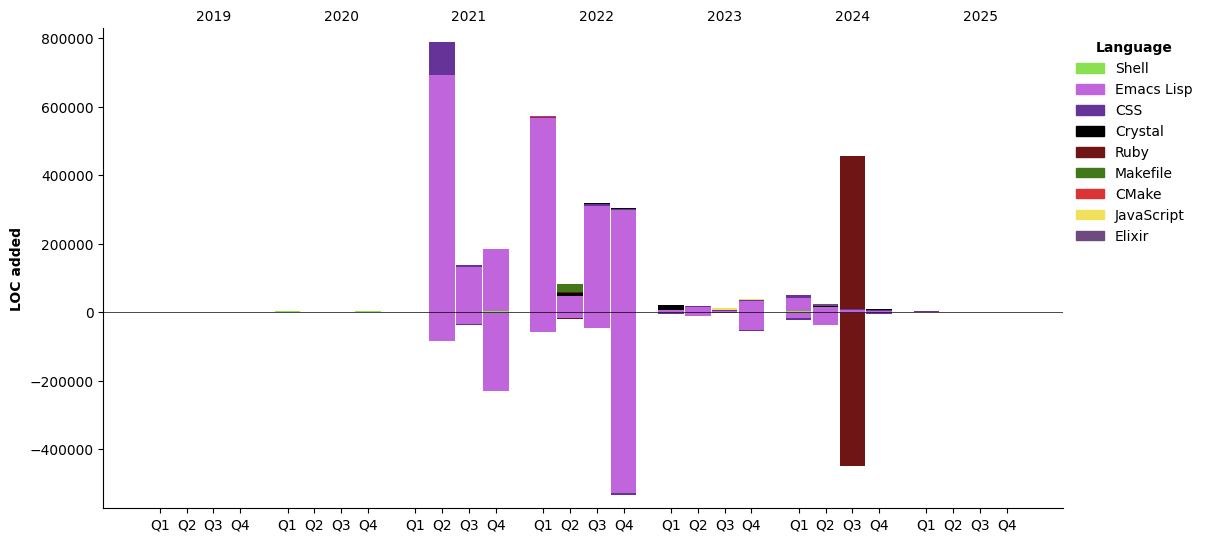 2019 2020 2021 2022 2023 2024 2025
LOC added
800000
600000
400000
200000
0
−200000
−400000
Q1 Q2 Q3 Q4 Q1 Q2 Q3 Q4 Q1 Q2 Q3 Q4 Q1 Q2 Q3 Q4 Q1 Q2 Q3 Q4 Q1 Q2 Q3 Q4 Q1 Q2 Q3 Q4
Language
Shell
Emacs Lisp
CSS
Crystal
Ruby
Makefile
CMake
JavaScript
Elixir